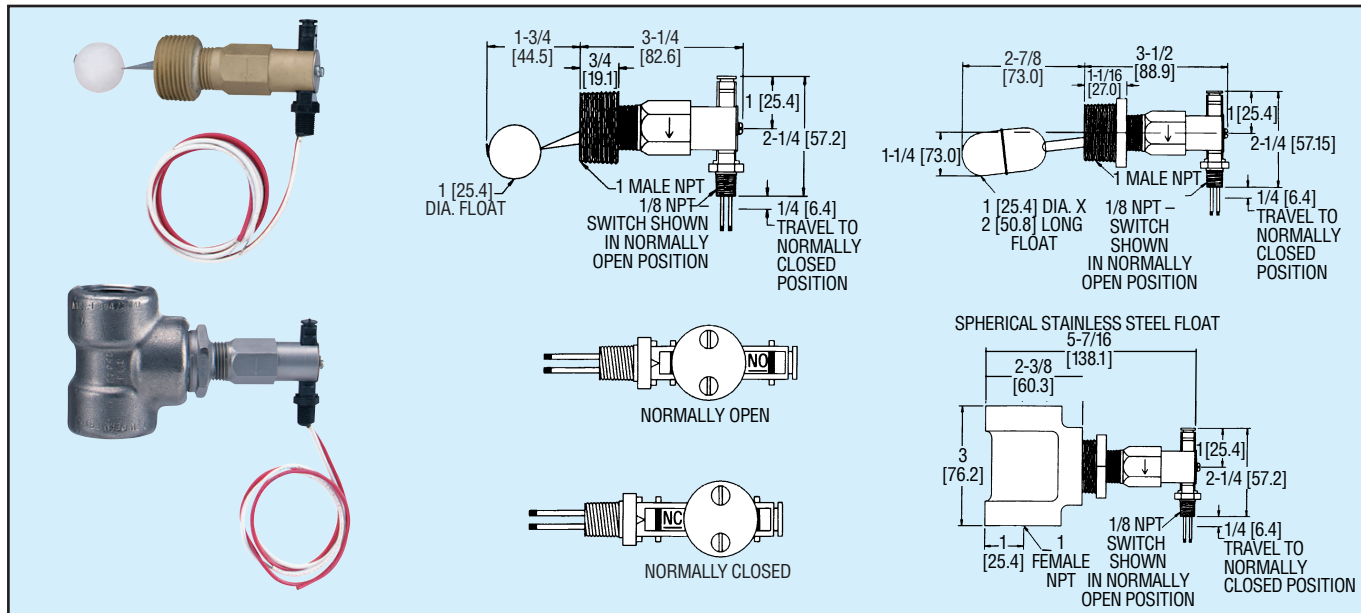 1-3/4
[44.5]
3-1/4
[82.6]
3/4
[19.1]
1 [25.4]
2-1/4 [57.2]
1 [25.4]
DIA. FLOAT
1 MALE NPT
1/8 NPT
SWITCH SHOWN
IN NORMALLY
OPEN POSITION
1/4 [6.4]
TRAVEL TO
NORMALLY
CLOSED
POSITION
2-7/8
[73.0]
3-1/2
[88.9]
1-1/16
[27.0]
1 [25.4]
2-1/4 [57.15]
1-1/4 [73.0]
1 MALE NPT
1 [25.4] DIA. X
2 [50.8] LONG
FLOAT
1/8 NPT –
SWITCH
SHOWN
IN NORMALLY
OPEN POSITION
1/4 [6.4]
TRAVEL TO
NORMALLY
CLOSED
POSITION
NO
NORMALLY OPEN
NC
NORMALLY CLOSED
SPHERICAL STAINLESS STEEL FLOAT
5-7/16
[138.1]
2-3/8
[60.3]
3
[76.2]
1[25.4]
2-1/4 [57.2]
1
[25.4]
1
FEMALE
NPT
1/8 NPT
SWITCH
SHOWN
IN NORMALLY
OPEN POSITION
1/4 [6.4]
TRAVEL TO
NORMALLY
CLOSED POSITION